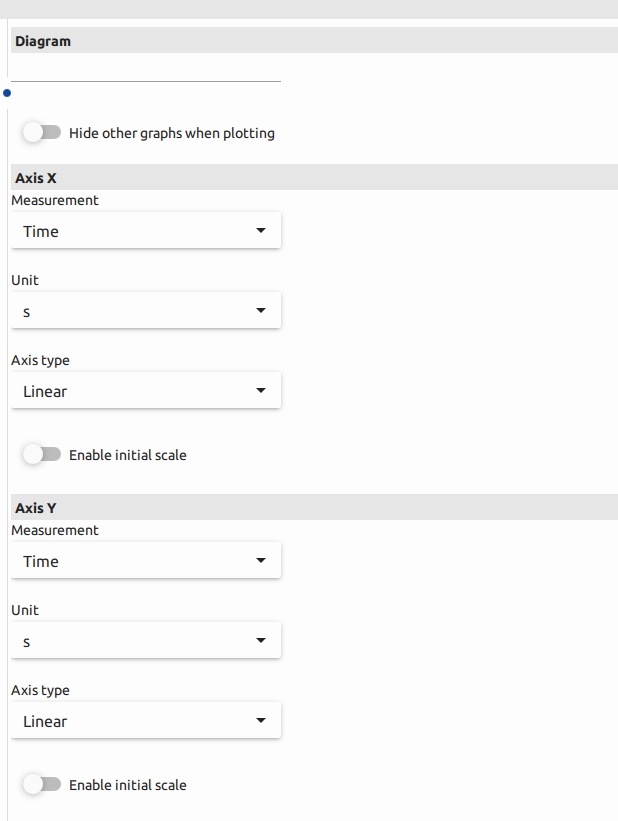 Diagram
Hide other graphs when plotting
Axis X
Measurement
Time
Unit
s
Axis type
Linear
Enable initial scale
Axis Y
Measurement
Time
Unit
s
Axis type
Linear
Enable initial scale